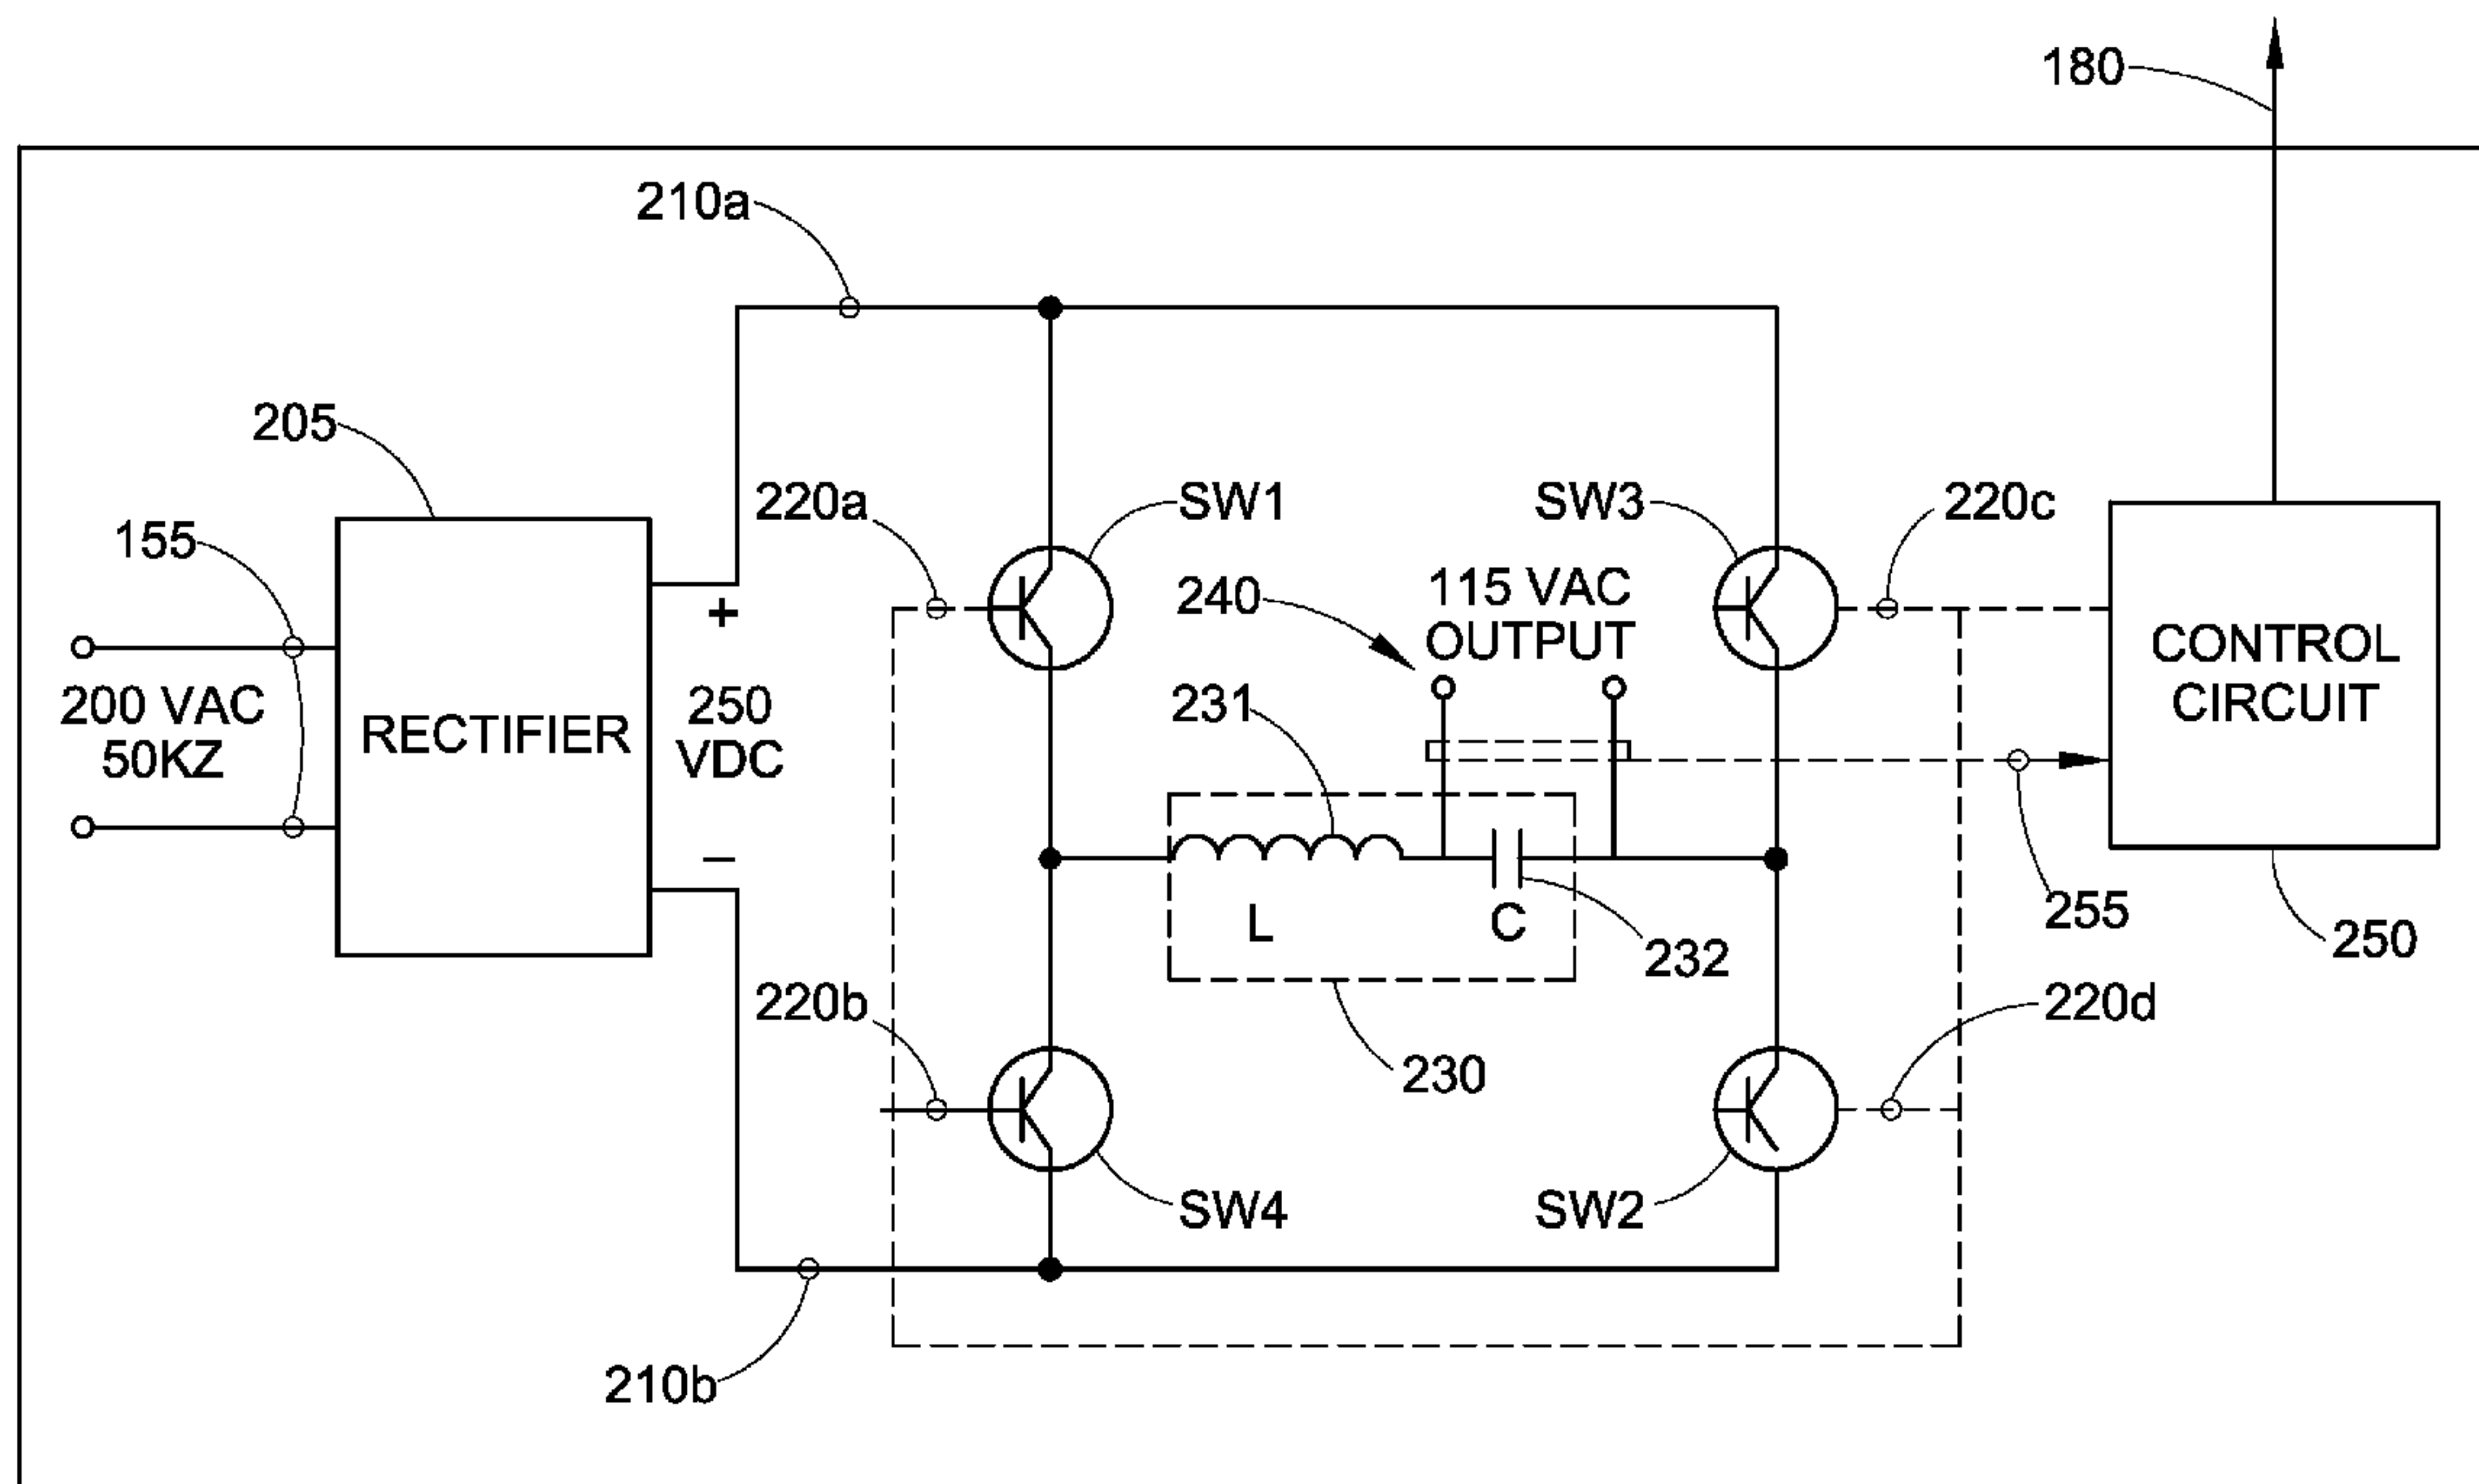 180
210a
205
220a
SW1
SW3
220c
155
240
115 VAC
OUTPUT
+
CONTROL
CIRCUIT
200 VAC
50KZ
RECTIFIER
250
VDC
231
–
L
C
232
255
250
220b
230
220d
SW4
SW2
210b